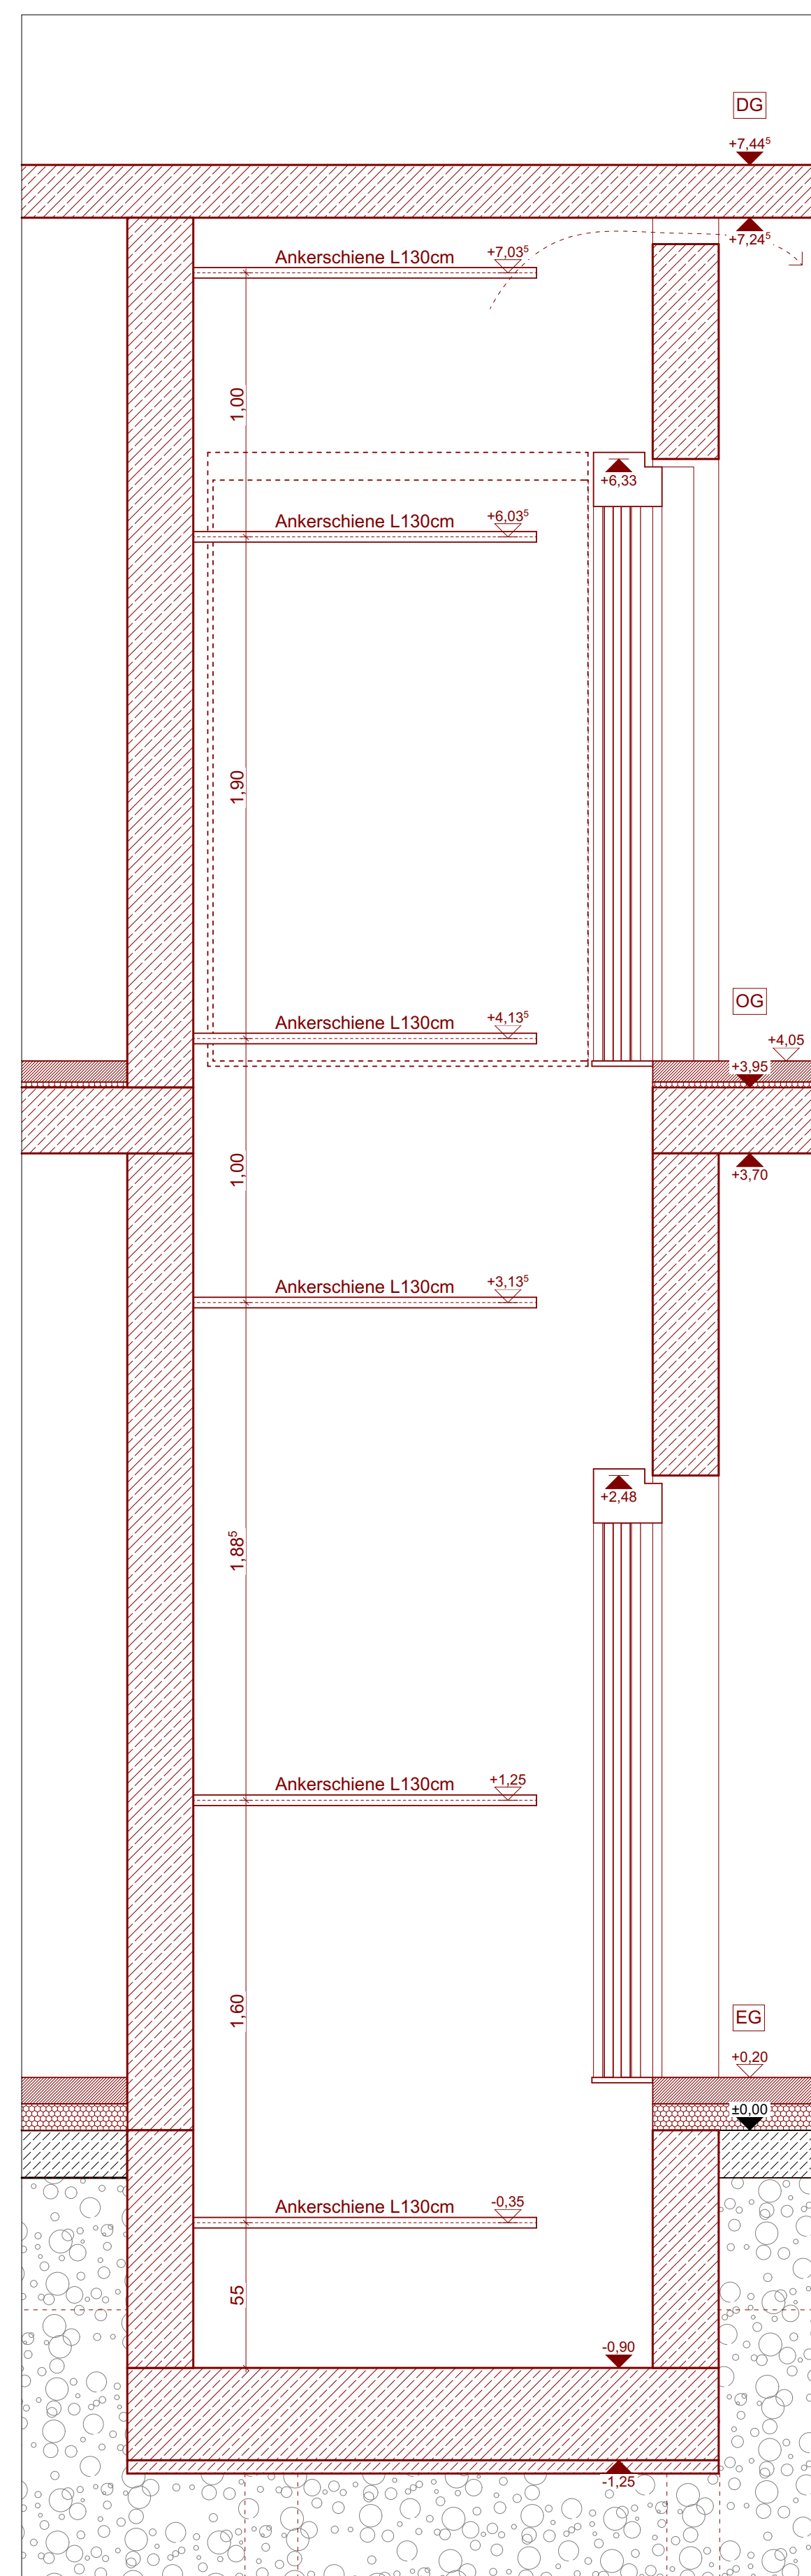 DG
+7,44⁵
+7,24⁵
Ankerschiene L130cm
+7,03⁵
1,00
+6,33
Ankerschiene L130cm
+6,03⁵
1,90
OG
Ankerschiene L130cm
+4,13⁵
+4,05
+3,95
1,00
+3,70
Ankerschiene L130cm
+3,13⁵
+2,48
1,88⁵
Ankerschiene L130cm
+1,25
1,60
EG
+0,20
±0,00
Ankerschiene L130cm
-0,35
55
-0,90
-1,25